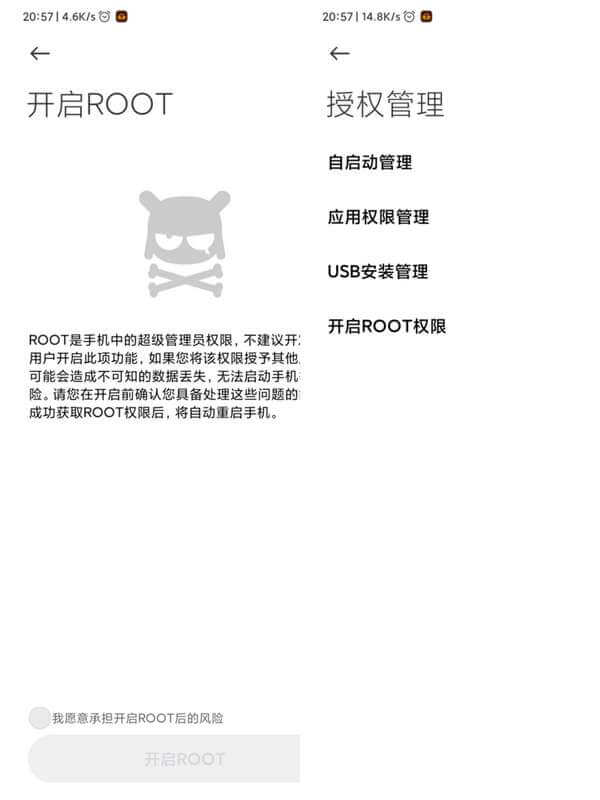 20:57 | 4.6K/s
开启ROOT
ROOT是手机中的超级管理员权限，不建议开
用户开启此项功能，如果您将该权限授予其他
可能会造成不可知的数据丢失，无法启动手机
险。请您在开启前确认您具备处理这些问题的
成功获取ROOT权限后，将自动重启手机。
我愿意承担开启ROOT后的风险
开启ROOT
20:57 | 14.8K/s
授权管理
自启动管理
应用权限管理
USB安装管理
开启ROOT权限